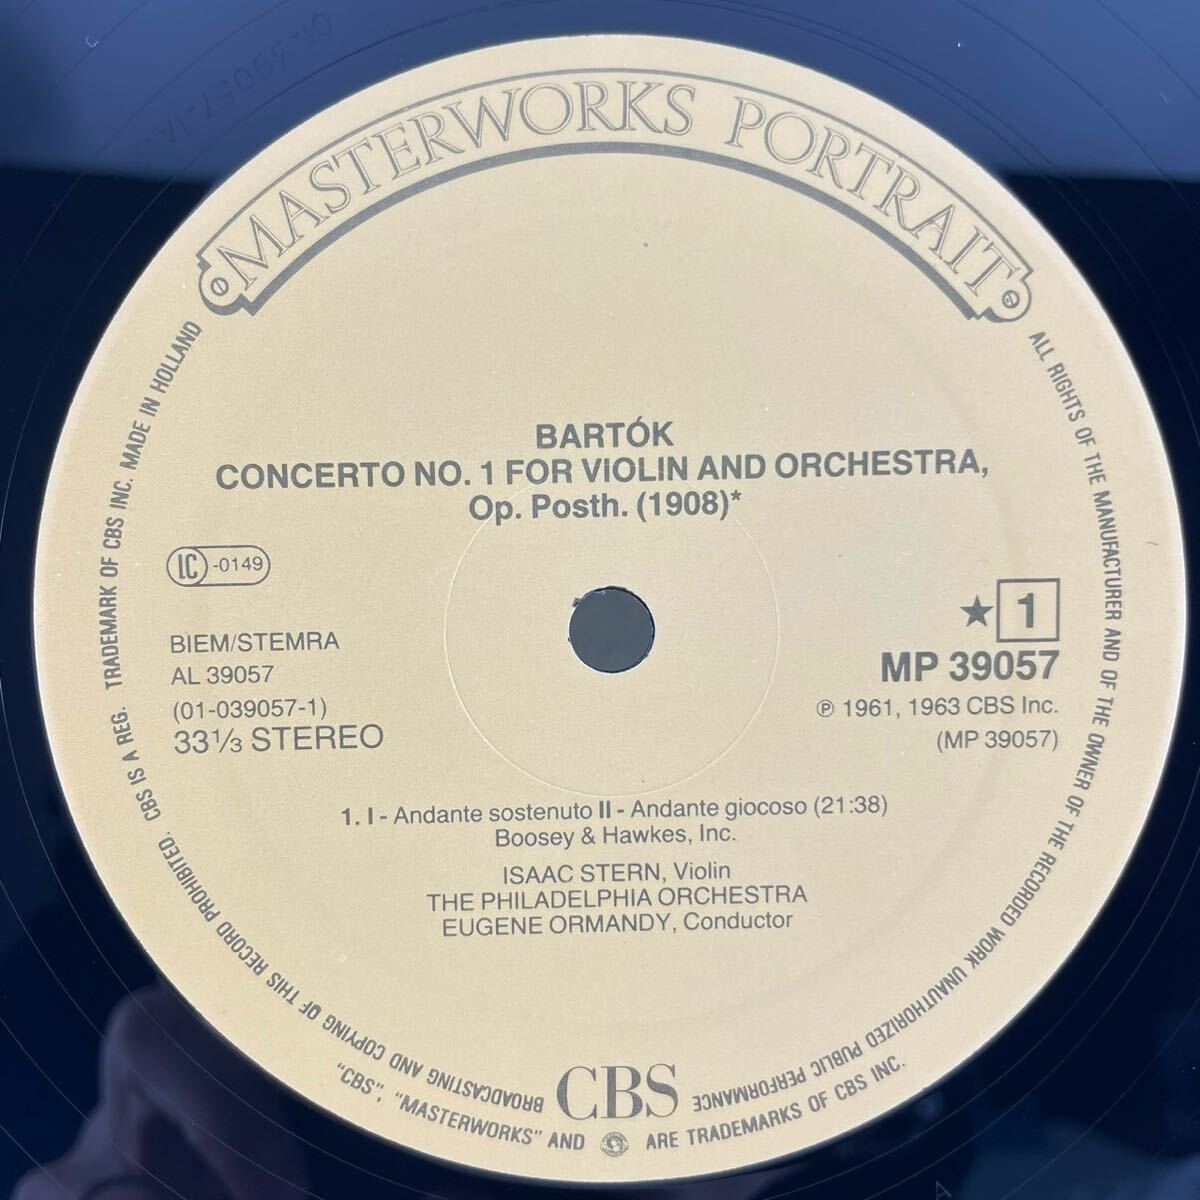 01-39057-1A
MASTERWORKS PORTRAIT
BARTÓK
CONCERTO NO. 1 FOR VIOLIN AND ORCHESTRA,
Op. Posth. (1908)*
LC -0149
BIEM/STEMRA
AL 39057
(01-039057-1)
33⅓ STEREO
★ 1
MP 39057
℗ 1961, 1963 CBS Inc.
(MP 39057)
1. I - Andante sostenuto II - Andante giocoso (21:38)
Boosey & Hawkes, Inc.
ISAAC STERN, Violin
THE PHILADELPHIA ORCHESTRA
EUGENE ORMANDY, Conductor
CBS
ALL RIGHTS OF THE MANUFACTURER AND OF THE OWNER OF THE RECORDED WORK UNAUTHORIZED PUBLIC PERFORMANCE BROADCASTING AND COPYING OF THIS RECORD PROHIBITED. CBS IS A REG. TRADEMARK OF CBS INC. MADE IN HOLLAND
"CBS", "MASTERWORKS" AND ARE TRADEMARKS OF CBS INC.